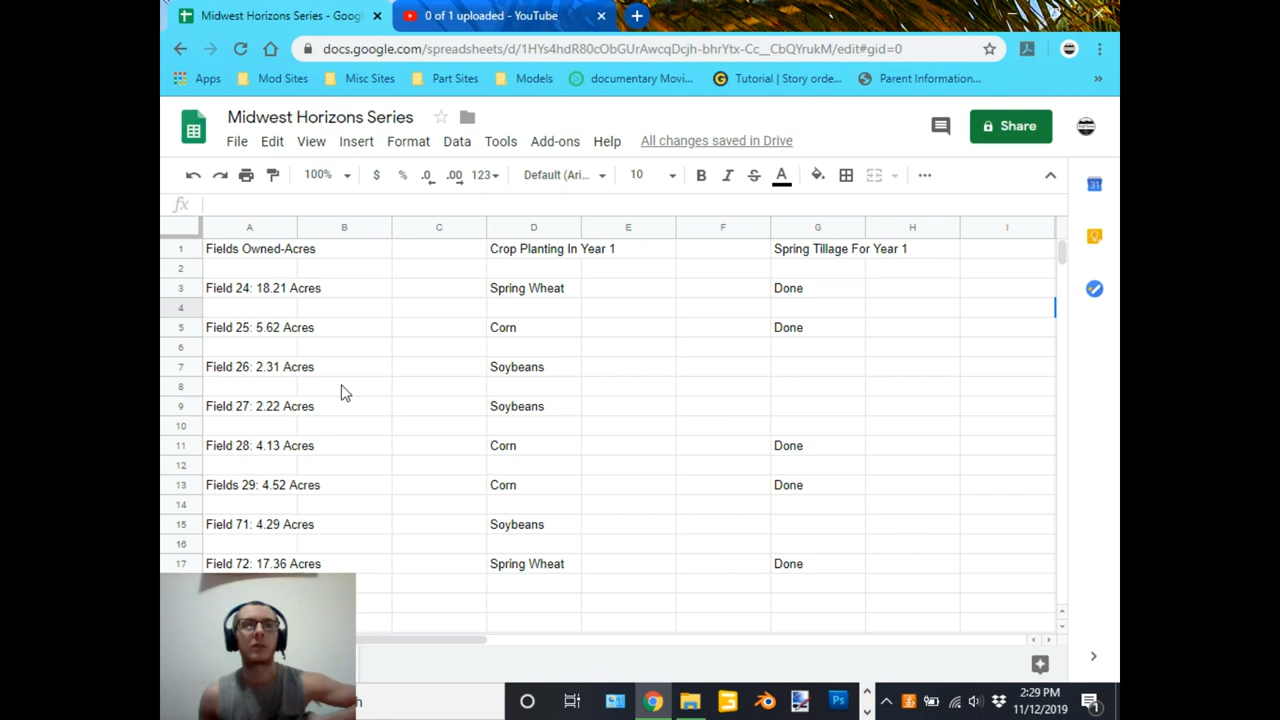 Midwest Horizons Series - Goog
0 of 1 uploaded - YouTube
docs.google.com/spreadsheets/d/1HYs4hdR80cObGUrAwcqDcjh-bhrYtx-Cc__CbQYrukM/edit#gid=0
Apps Mod Sites Misc Sites Part Sites Models documentary Movi... Tutorial | Story orde... Parent Information... »
Midwest Horizons Series
File Edit View Insert Format Data Tools Add-ons Help All changes saved in Drive
Share
100% $ % .0 .00 123 Default (Ari... 10 B I S A ...
fx
A B C D E F G H I
1 Fields Owned-Acres Crop Planting In Year 1 Spring Tillage For Year 1
2
3 Field 24: 18.21 Acres Spring Wheat Done
4
5 Field 25: 5.62 Acres Corn Done
6
7 Field 26: 2.31 Acres Soybeans
8
9 Field 27: 2.22 Acres Soybeans
10
11 Field 28: 4.13 Acres Corn Done
12
13 Fields 29: 4.52 Acres Corn Done
14
15 Field 71: 4.29 Acres Soybeans
16
17 Field 72: 17.36 Acres Spring Wheat Done
h
Ps
2:29 PM
11/12/2019
1
31